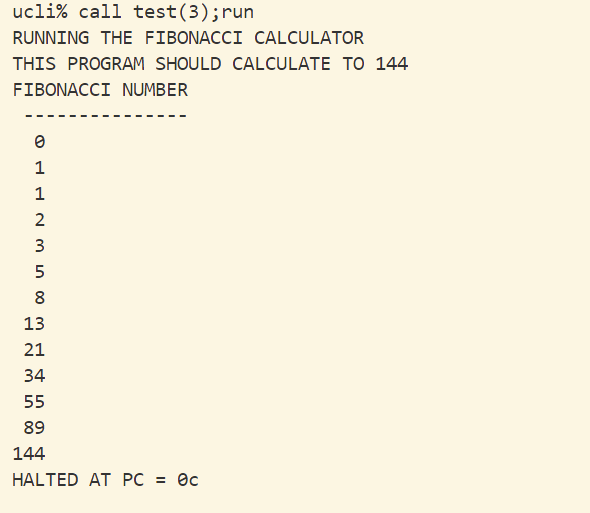 ucli% call test(3);run
RUNNING THE FIBONACCI CALCULATOR
THIS PROGRAM SHOULD CALCULATE TO 144
FIBONACCI NUMBER
 ---------------
  0
  1
  1
  2
  3
  5
  8
 13
 21
 34
 55
 89
144
HALTED AT PC = 0c